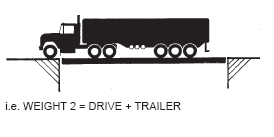 i.e. WEIGHT 2 = DRIVE + TRAILER